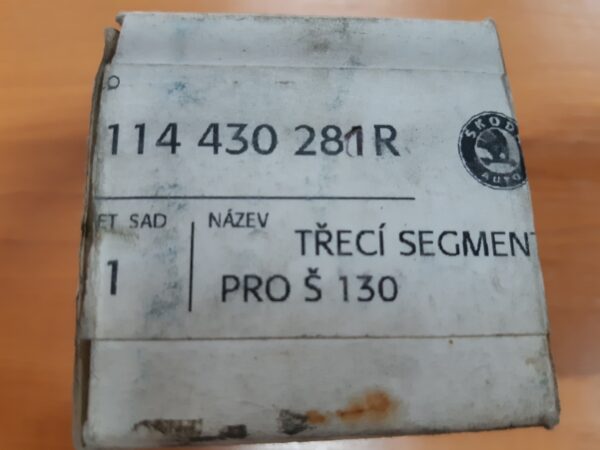 114 430 281R
ŠKODA
AUTO
ET SAD
NÁZEV
1
TŘECÍ SEGMENT
PRO Š 130